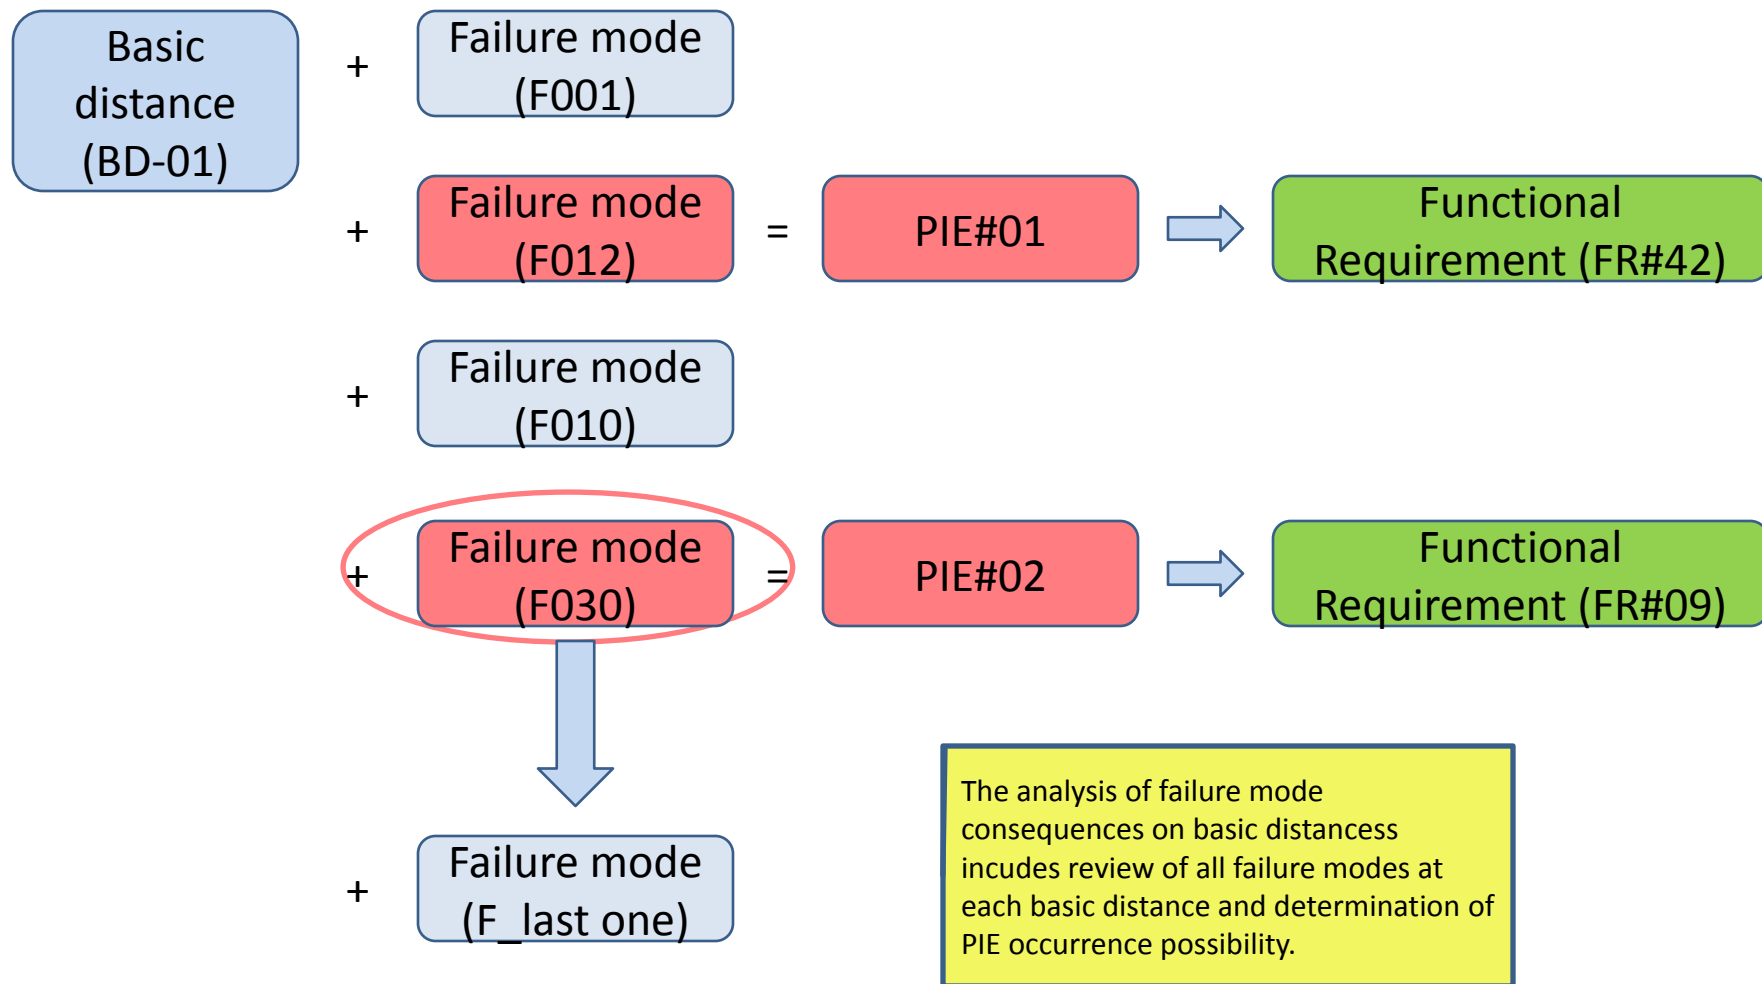 Basic
distance
(BD-01)
+
Failure mode
(F001)
+
Failure mode
(F012)
=
PIE#01
Functional
Requirement (FR#42)
+
Failure mode
(F010)
+
Failure mode
(F030)
=
PIE#02
Functional
Requirement (FR#09)
+
Failure mode
(F_last one)
The analysis of failure mode
consequences on basic distancess
incudes review of all failure modes at
each basic distance and determination of
PIE occurrence possibility.